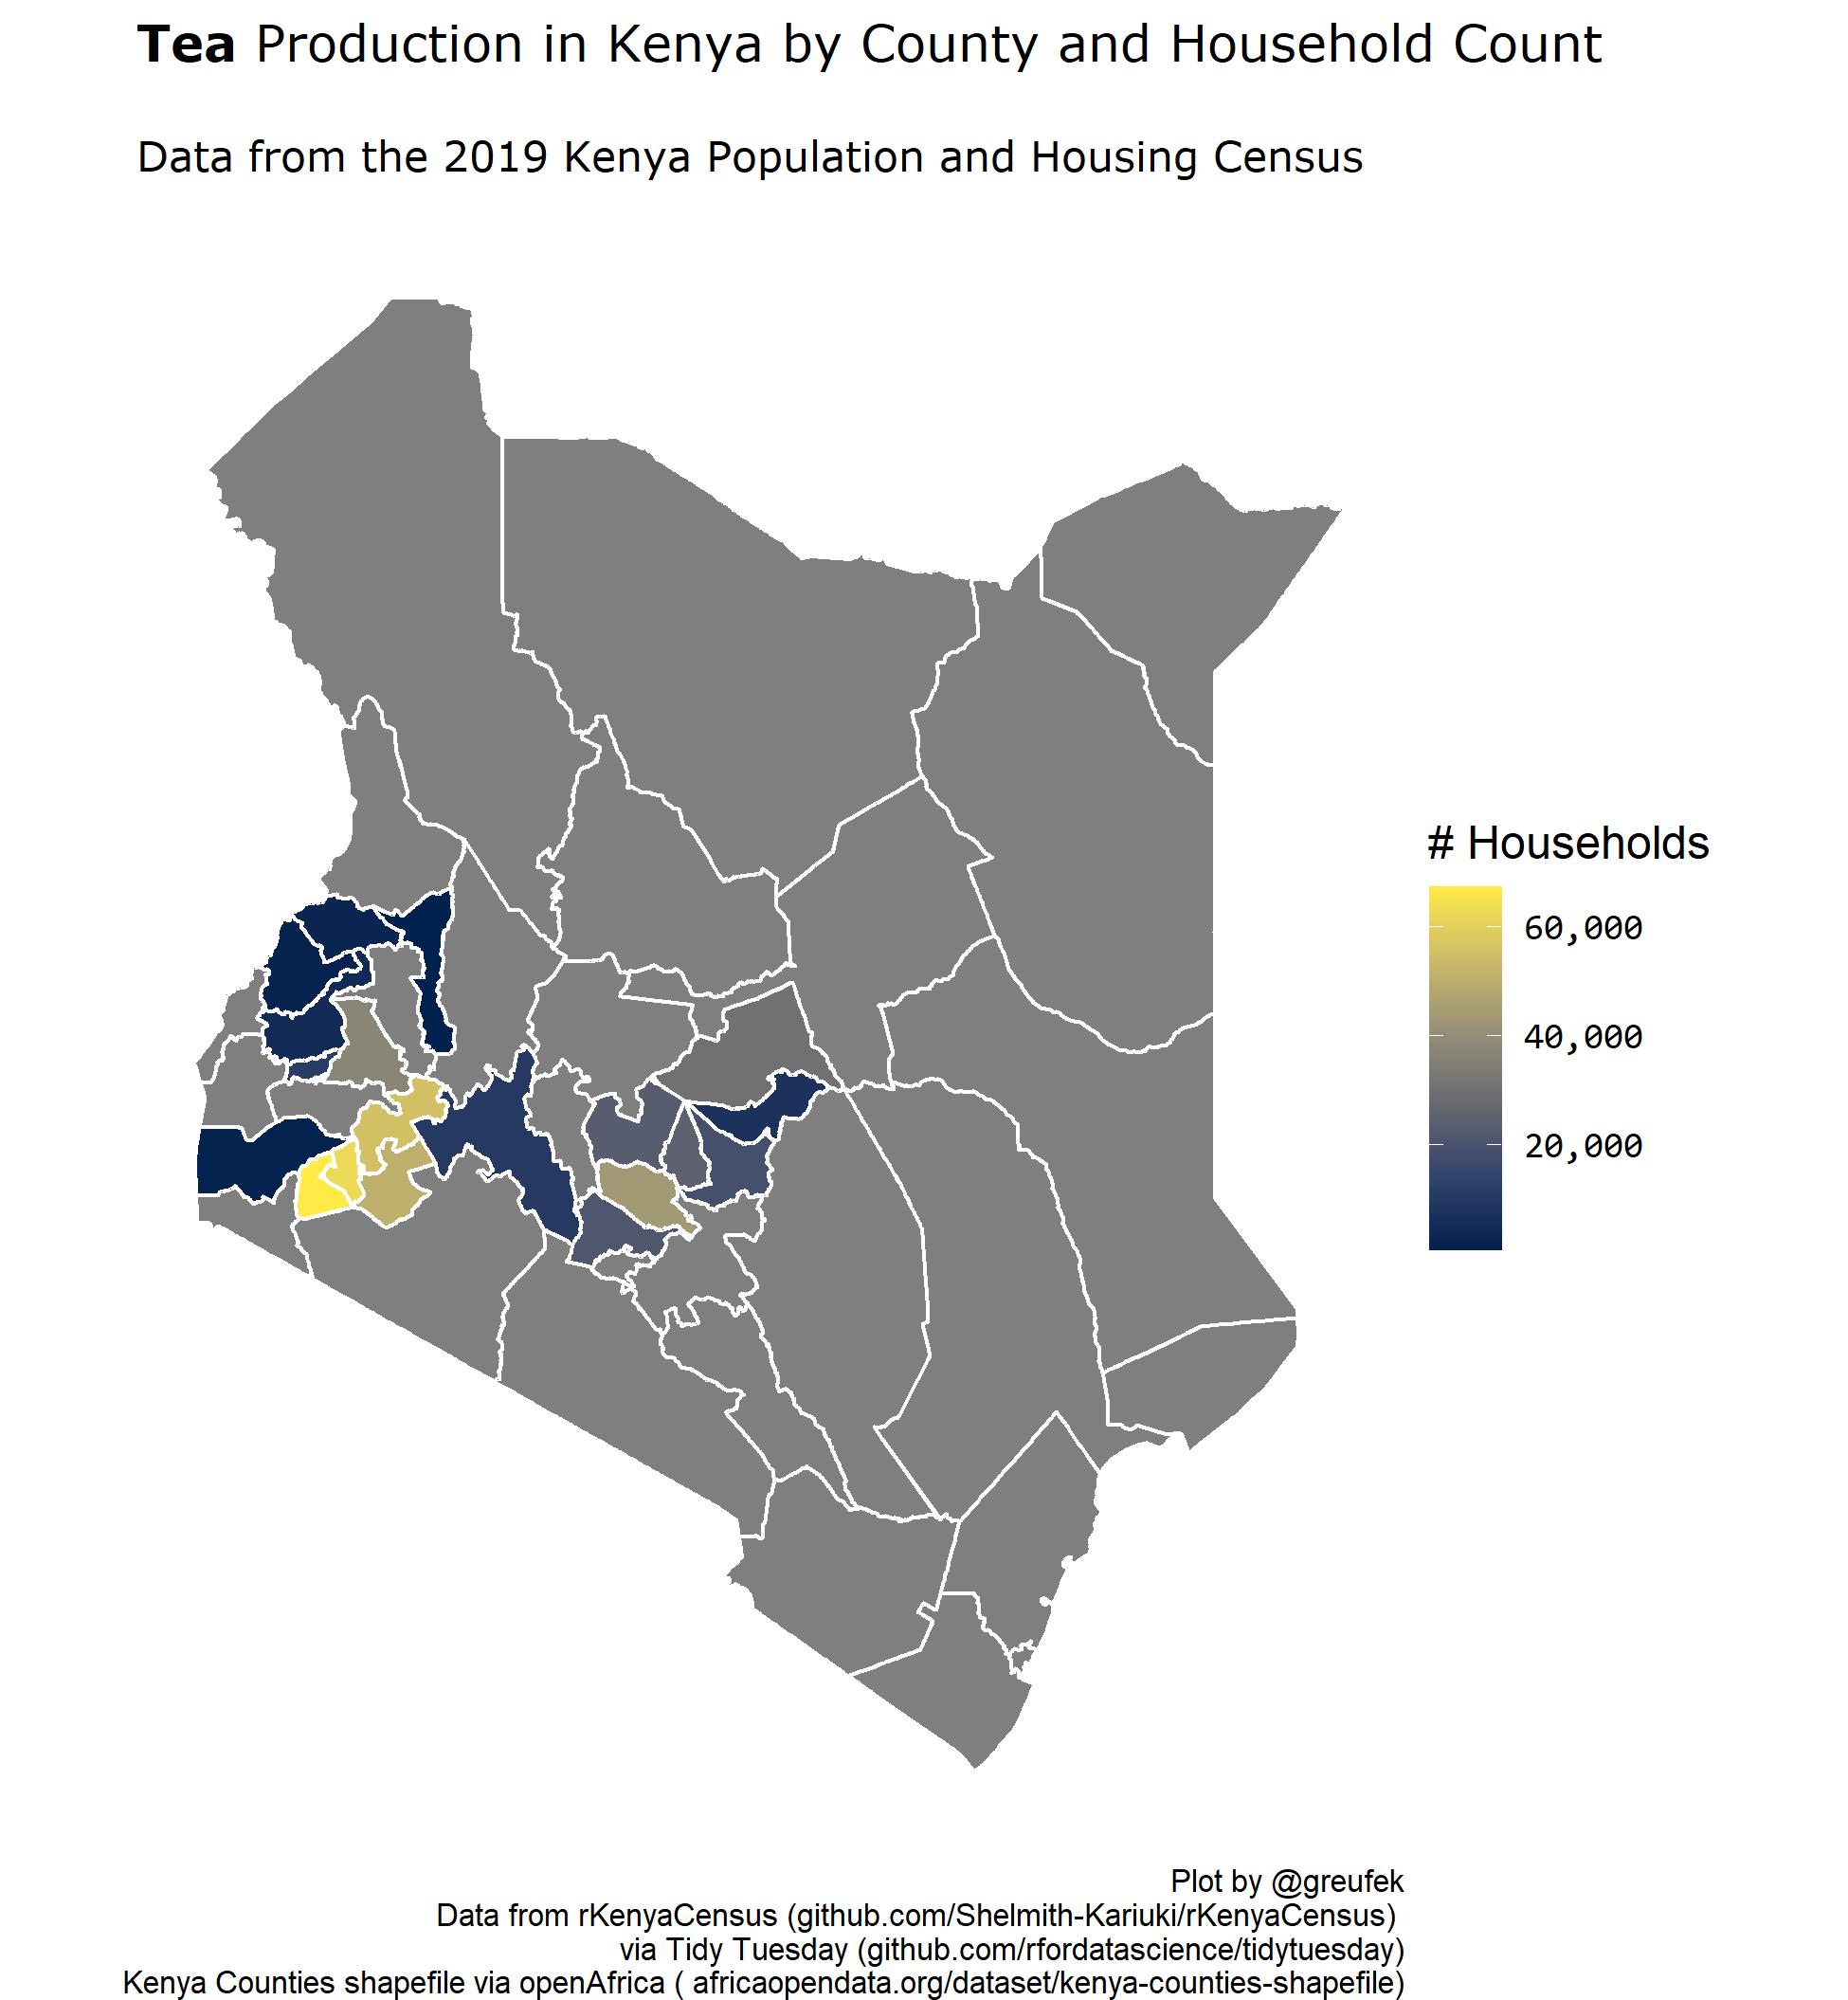 Tea Production in Kenya by County and Household Count
Data from the 2019 Kenya Population and Housing Census
# Households
60,000
40,000
20,000
Plot by @greufek
Data from rKenyaCensus (github.com/Shelmith-Kariuki/rKenyaCensus)
via Tidy Tuesday (github.com/rfordatascience/tidytuesday)
Kenya Counties shapefile via openAfrica ( africaopendata.org/dataset/kenya-counties-shapefile)